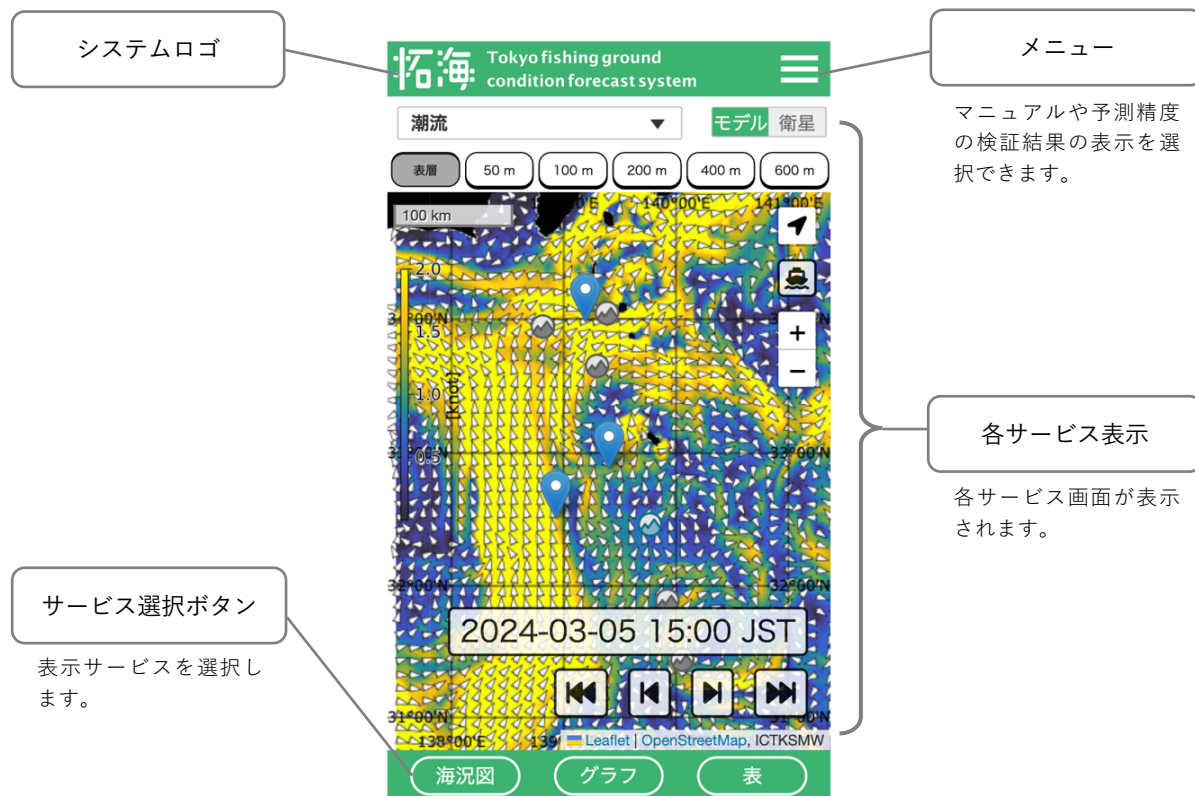 システムロゴ
拓海
Tokyo fishing ground
condition forecast system
メニュー
マニュアルや予測精度
の検証結果の表示を選
択できます。
潮流 ▼
モデル 衛星
表層 50 m 100 m 200 m 400 m 600 m
140°00'E 141°00'E
100 km
2.0
1.5
1.0
0.5
[knot]
+
−
33°00'N
各サービス表示
各サービス画面が表示
されます。
32°00'N 32°00'N
サービス選択ボタン
表示サービスを選択し
ます。
2024-03-05 15:00 JST
31°00'N 31°00'N
138°00'E 139
Leaflet | OpenStreetMap, ICTKSMW
海況図 グラフ 表